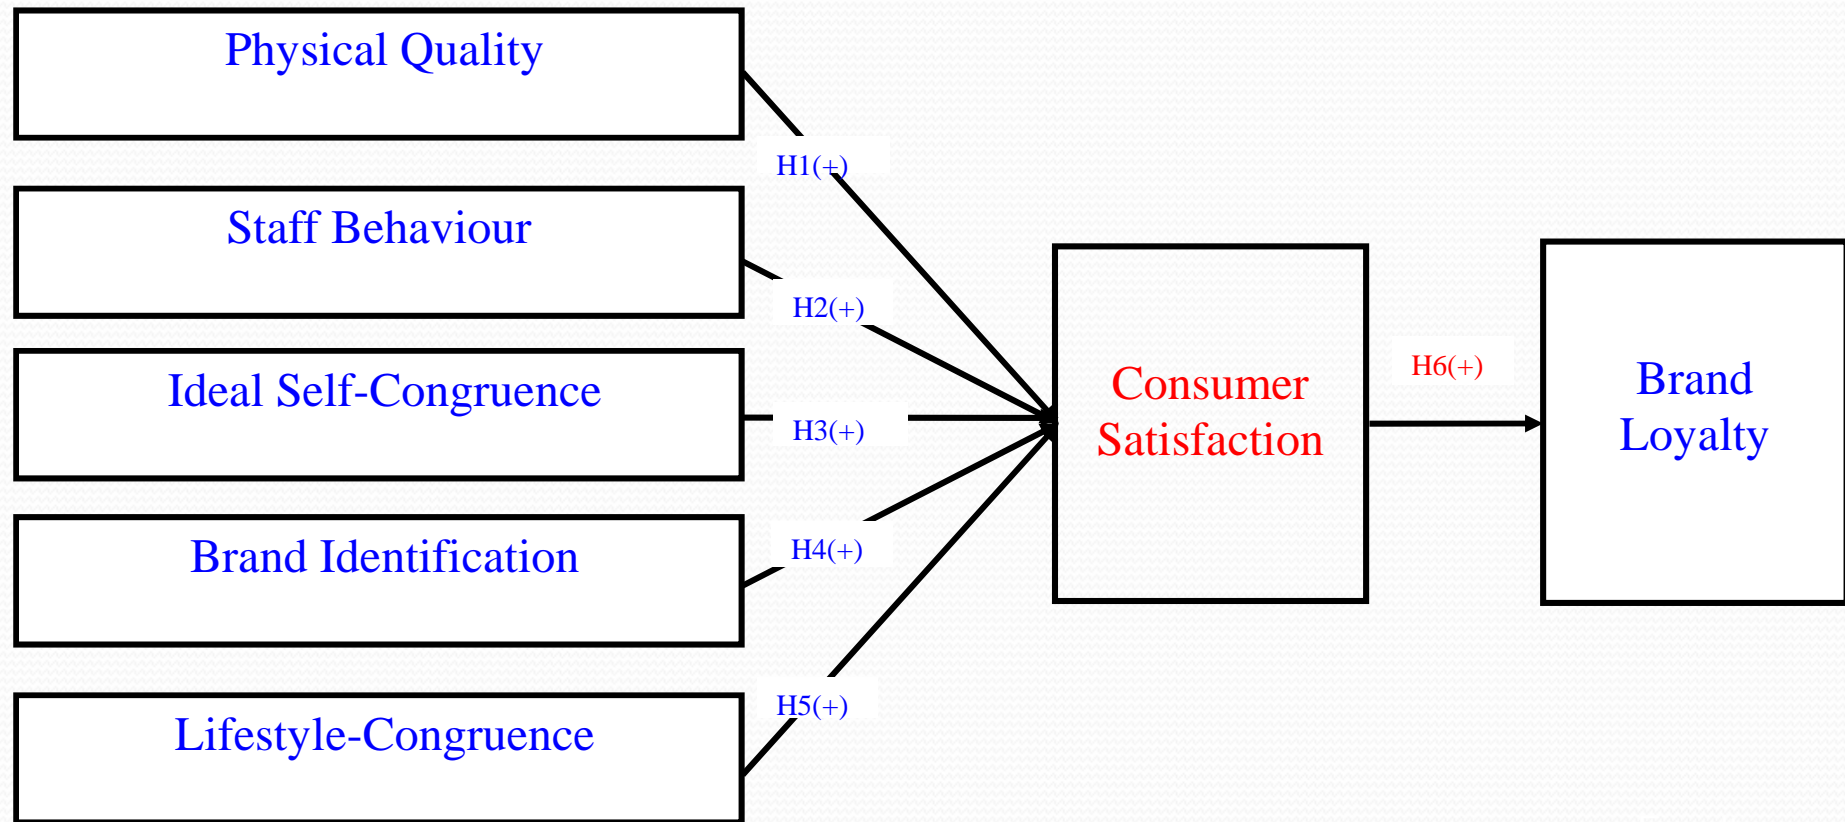 Physical Quality
H1(+)
Staff Behaviour
H2(+)
Ideal Self-Congruence
H3(+)
Brand Identification
H4(+)
Lifestyle-Congruence
H5(+)
Consumer
Satisfaction
H6(+)
Brand
Loyalty